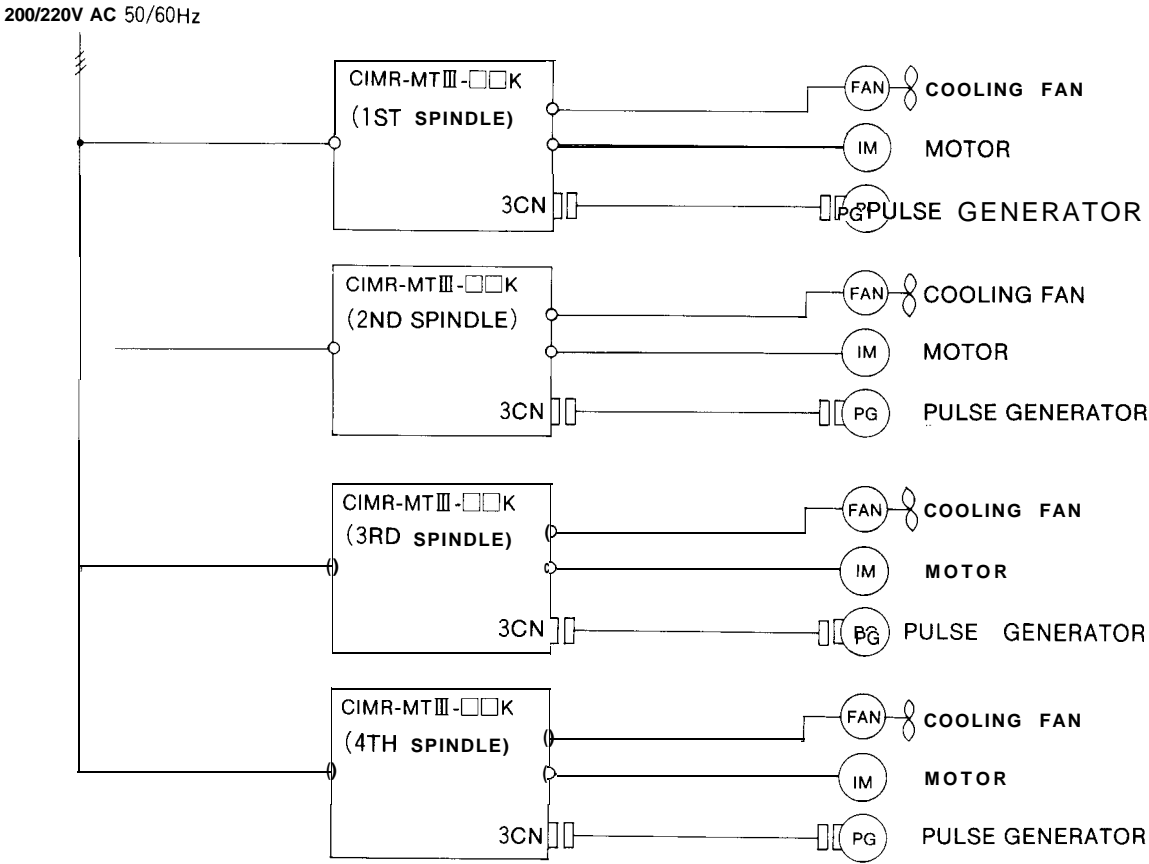 200/220V AC 50/60Hz
CIMR-MTⅢ-□□K
(1ST SPINDLE)
3CN
FAN
COOLING FAN
IM
MOTOR
PG
PULSE GENERATOR
CIMR-MTⅢ-□□K
(2ND SPINDLE)
3CN
FAN
COOLING FAN
IM
MOTOR
PG
PULSE GENERATOR
CIMR-MTⅢ-□□K
(3RD SPINDLE)
3CN
FAN
COOLING FAN
IM
MOTOR
PG
PULSE GENERATOR
CIMR-MTⅢ-□□K
(4TH SPINDLE)
3CN
FAN
COOLING FAN
IM
MOTOR
PG
PULSE GENERATOR